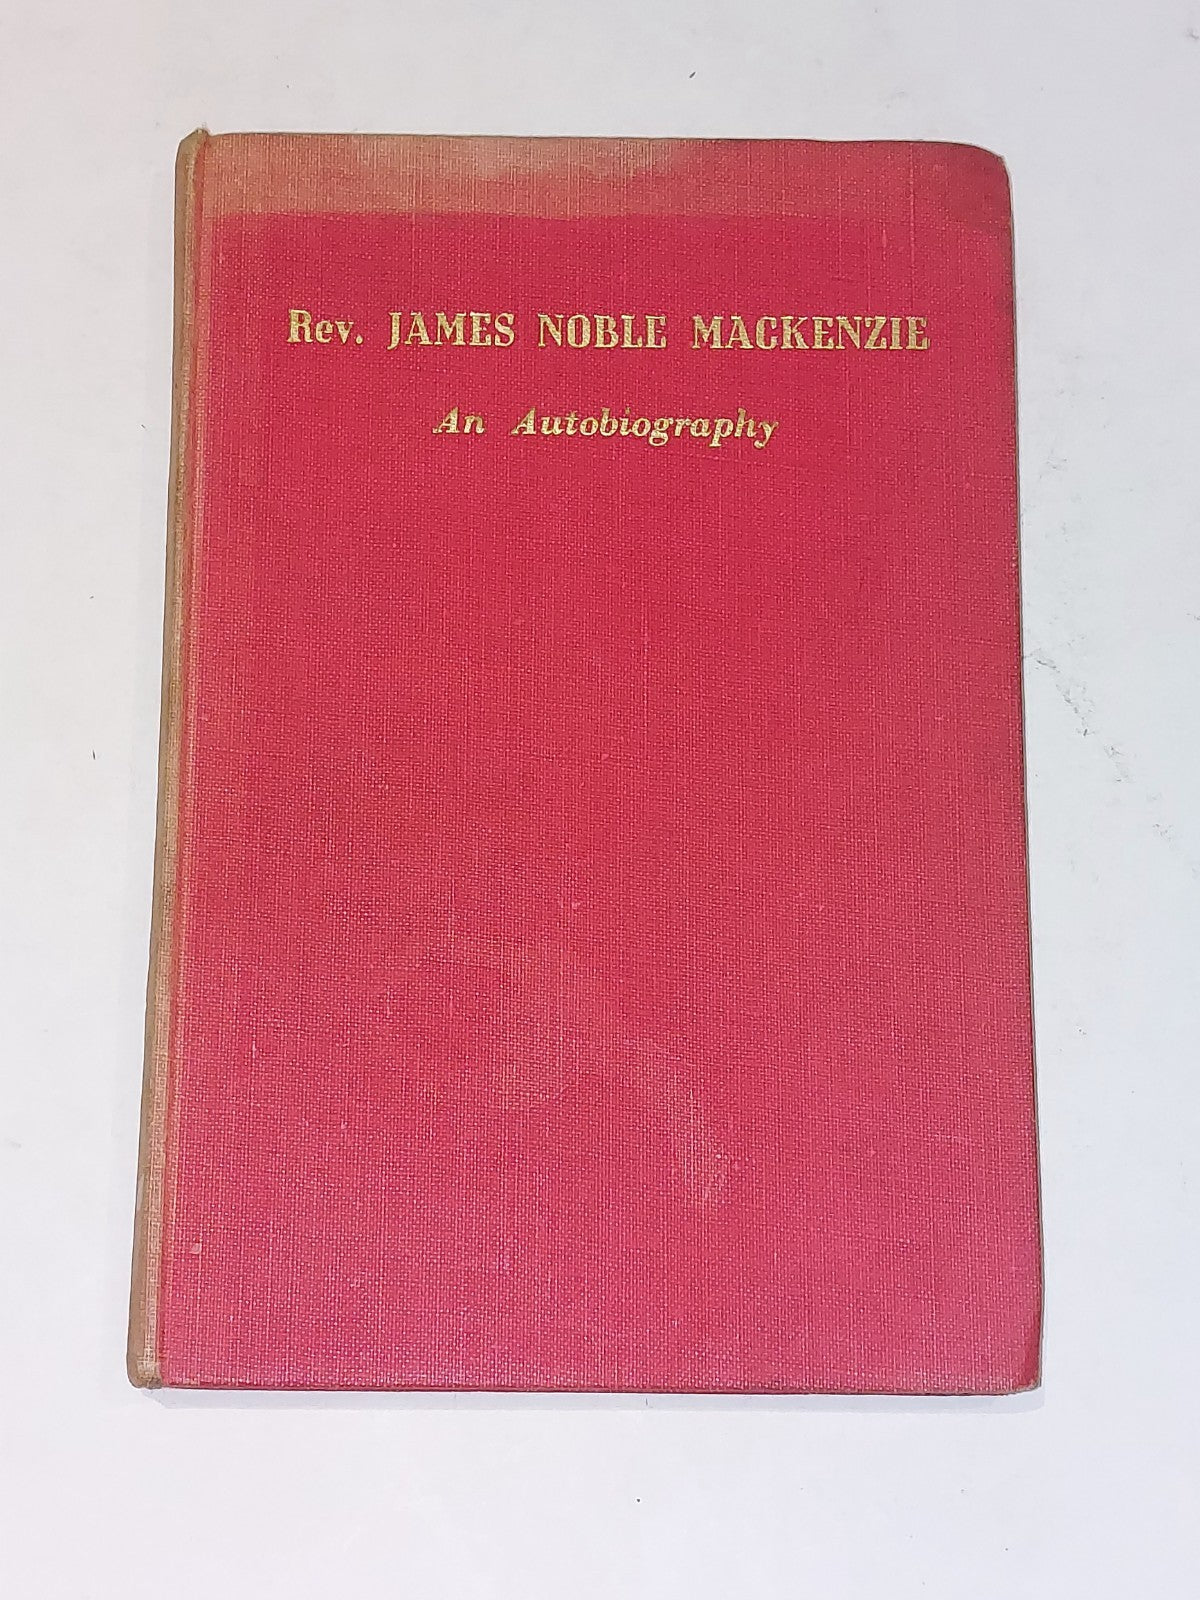 Rev. JAMES NOBLE MACKENZIE
An Autobiography